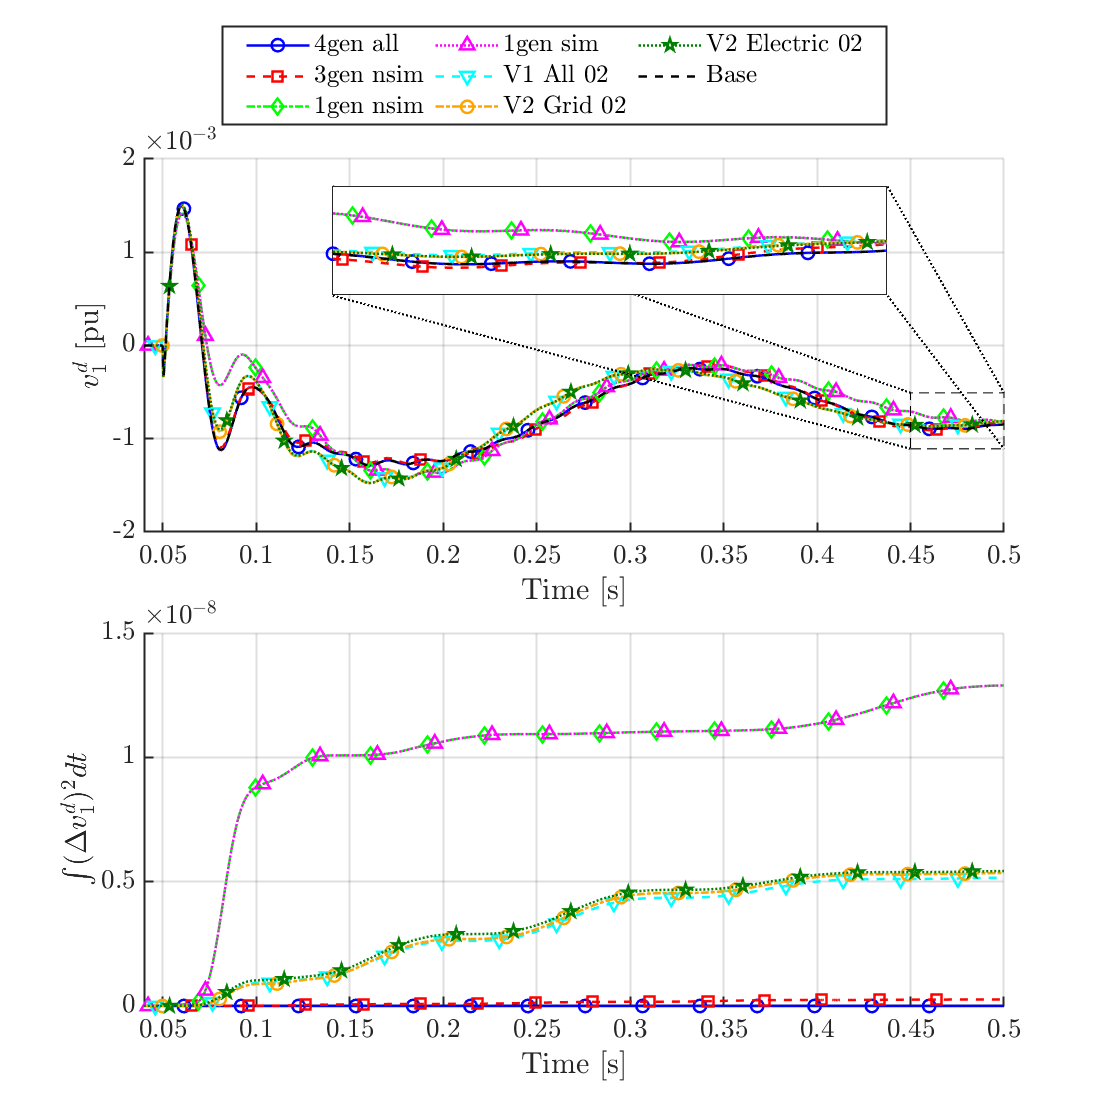 4gen all 1gen sim V2 Electric 02
3gen nsim V1 All 02 Base
1gen nsim V2 Grid 02
×10⁻³
2
1
0
-1
-2
v₁ᵈ [pu]
0.05 0.1 0.15 0.2 0.25 0.3 0.35 0.4 0.45 0.5
Time [s]
×10⁻⁸
1.5
1
0.5
0
∫(Δv₁ᵈ)²dt
0.05 0.1 0.15 0.2 0.25 0.3 0.35 0.4 0.45 0.5
Time [s]